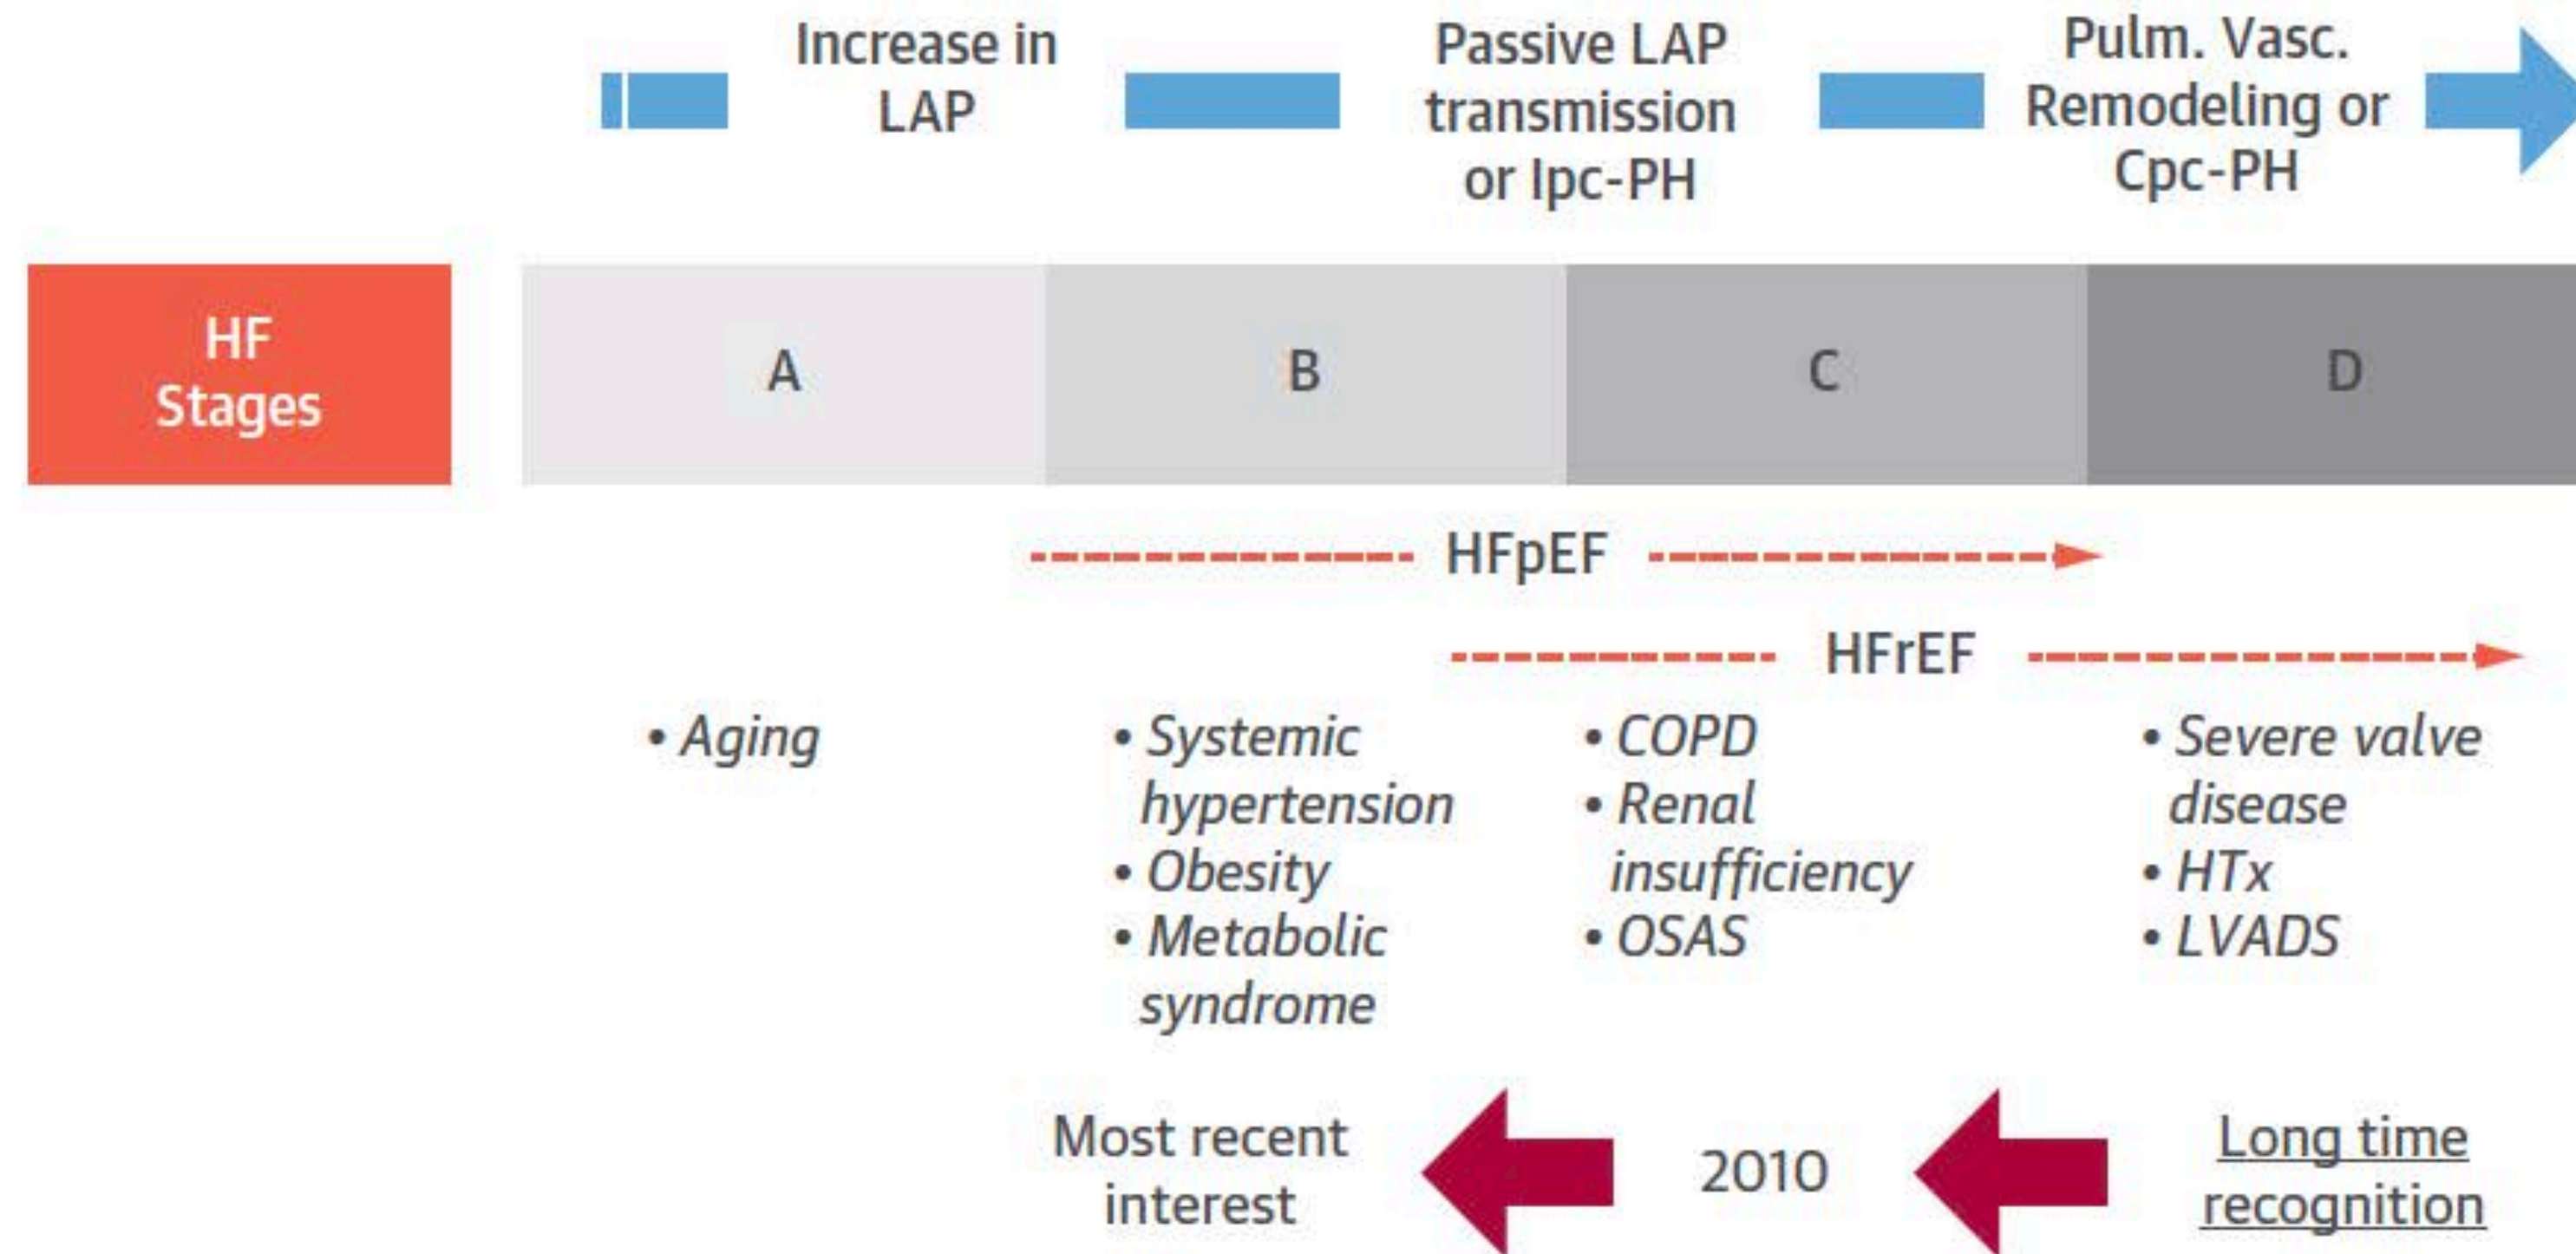 Increase in
LAP
Passive LAP
transmission
or Ipc-PH
Pulm. Vasc.
Remodeling or
Cpc-PH
HF
Stages
A
B
C
D
HFpEF
HFrEF
• Aging
• Systemic
hypertension
• Obesity
• Metabolic
syndrome
• COPD
• Renal
insufficiency
• OSAS
• Severe valve
disease
• HTx
• LVADS
Most recent
interest
2010
Long time
recognition